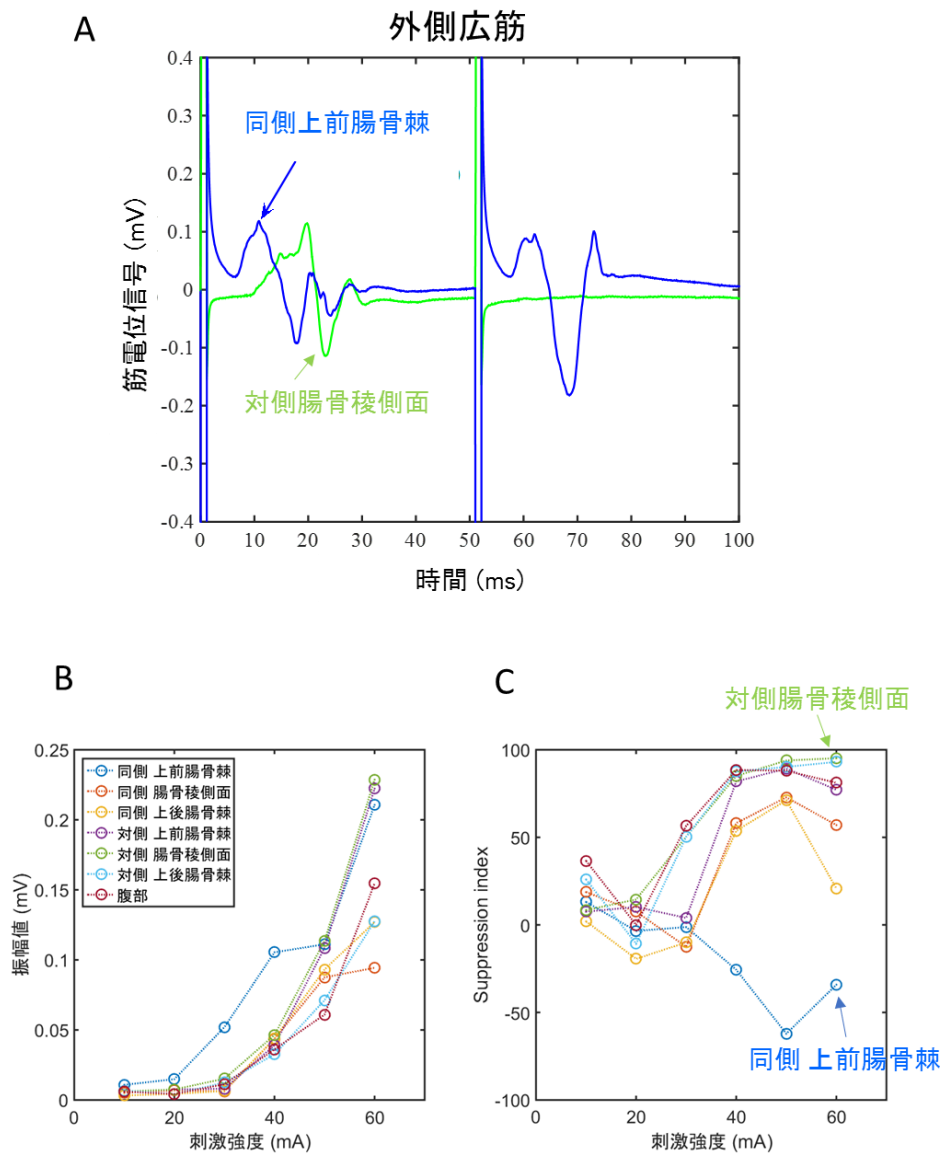 A
外側広筋
0.4
0.3
0.2
0.1
0
-0.1
-0.2
-0.3
-0.4
筋電位信号 (mV)
同側上前腸骨棘
対側腸骨稜側面
0 10 20 30 40 50 60 70 80 90 100
時間 (ms)
B
0.25
0.2
0.15
0.1
0.05
0
振幅値 (mV)
同側 上前腸骨棘
同側 腸骨稜側面
同側 上後腸骨棘
対側 上前腸骨棘
対側 腸骨稜側面
対側 上後腸骨棘
腹部
0 20 40 60
刺激強度 (mA)
C
対側腸骨稜側面
100
50
0
-50
-100
Suppression index
同側 上前腸骨棘
0 20 40 60
刺激強度 (mA)